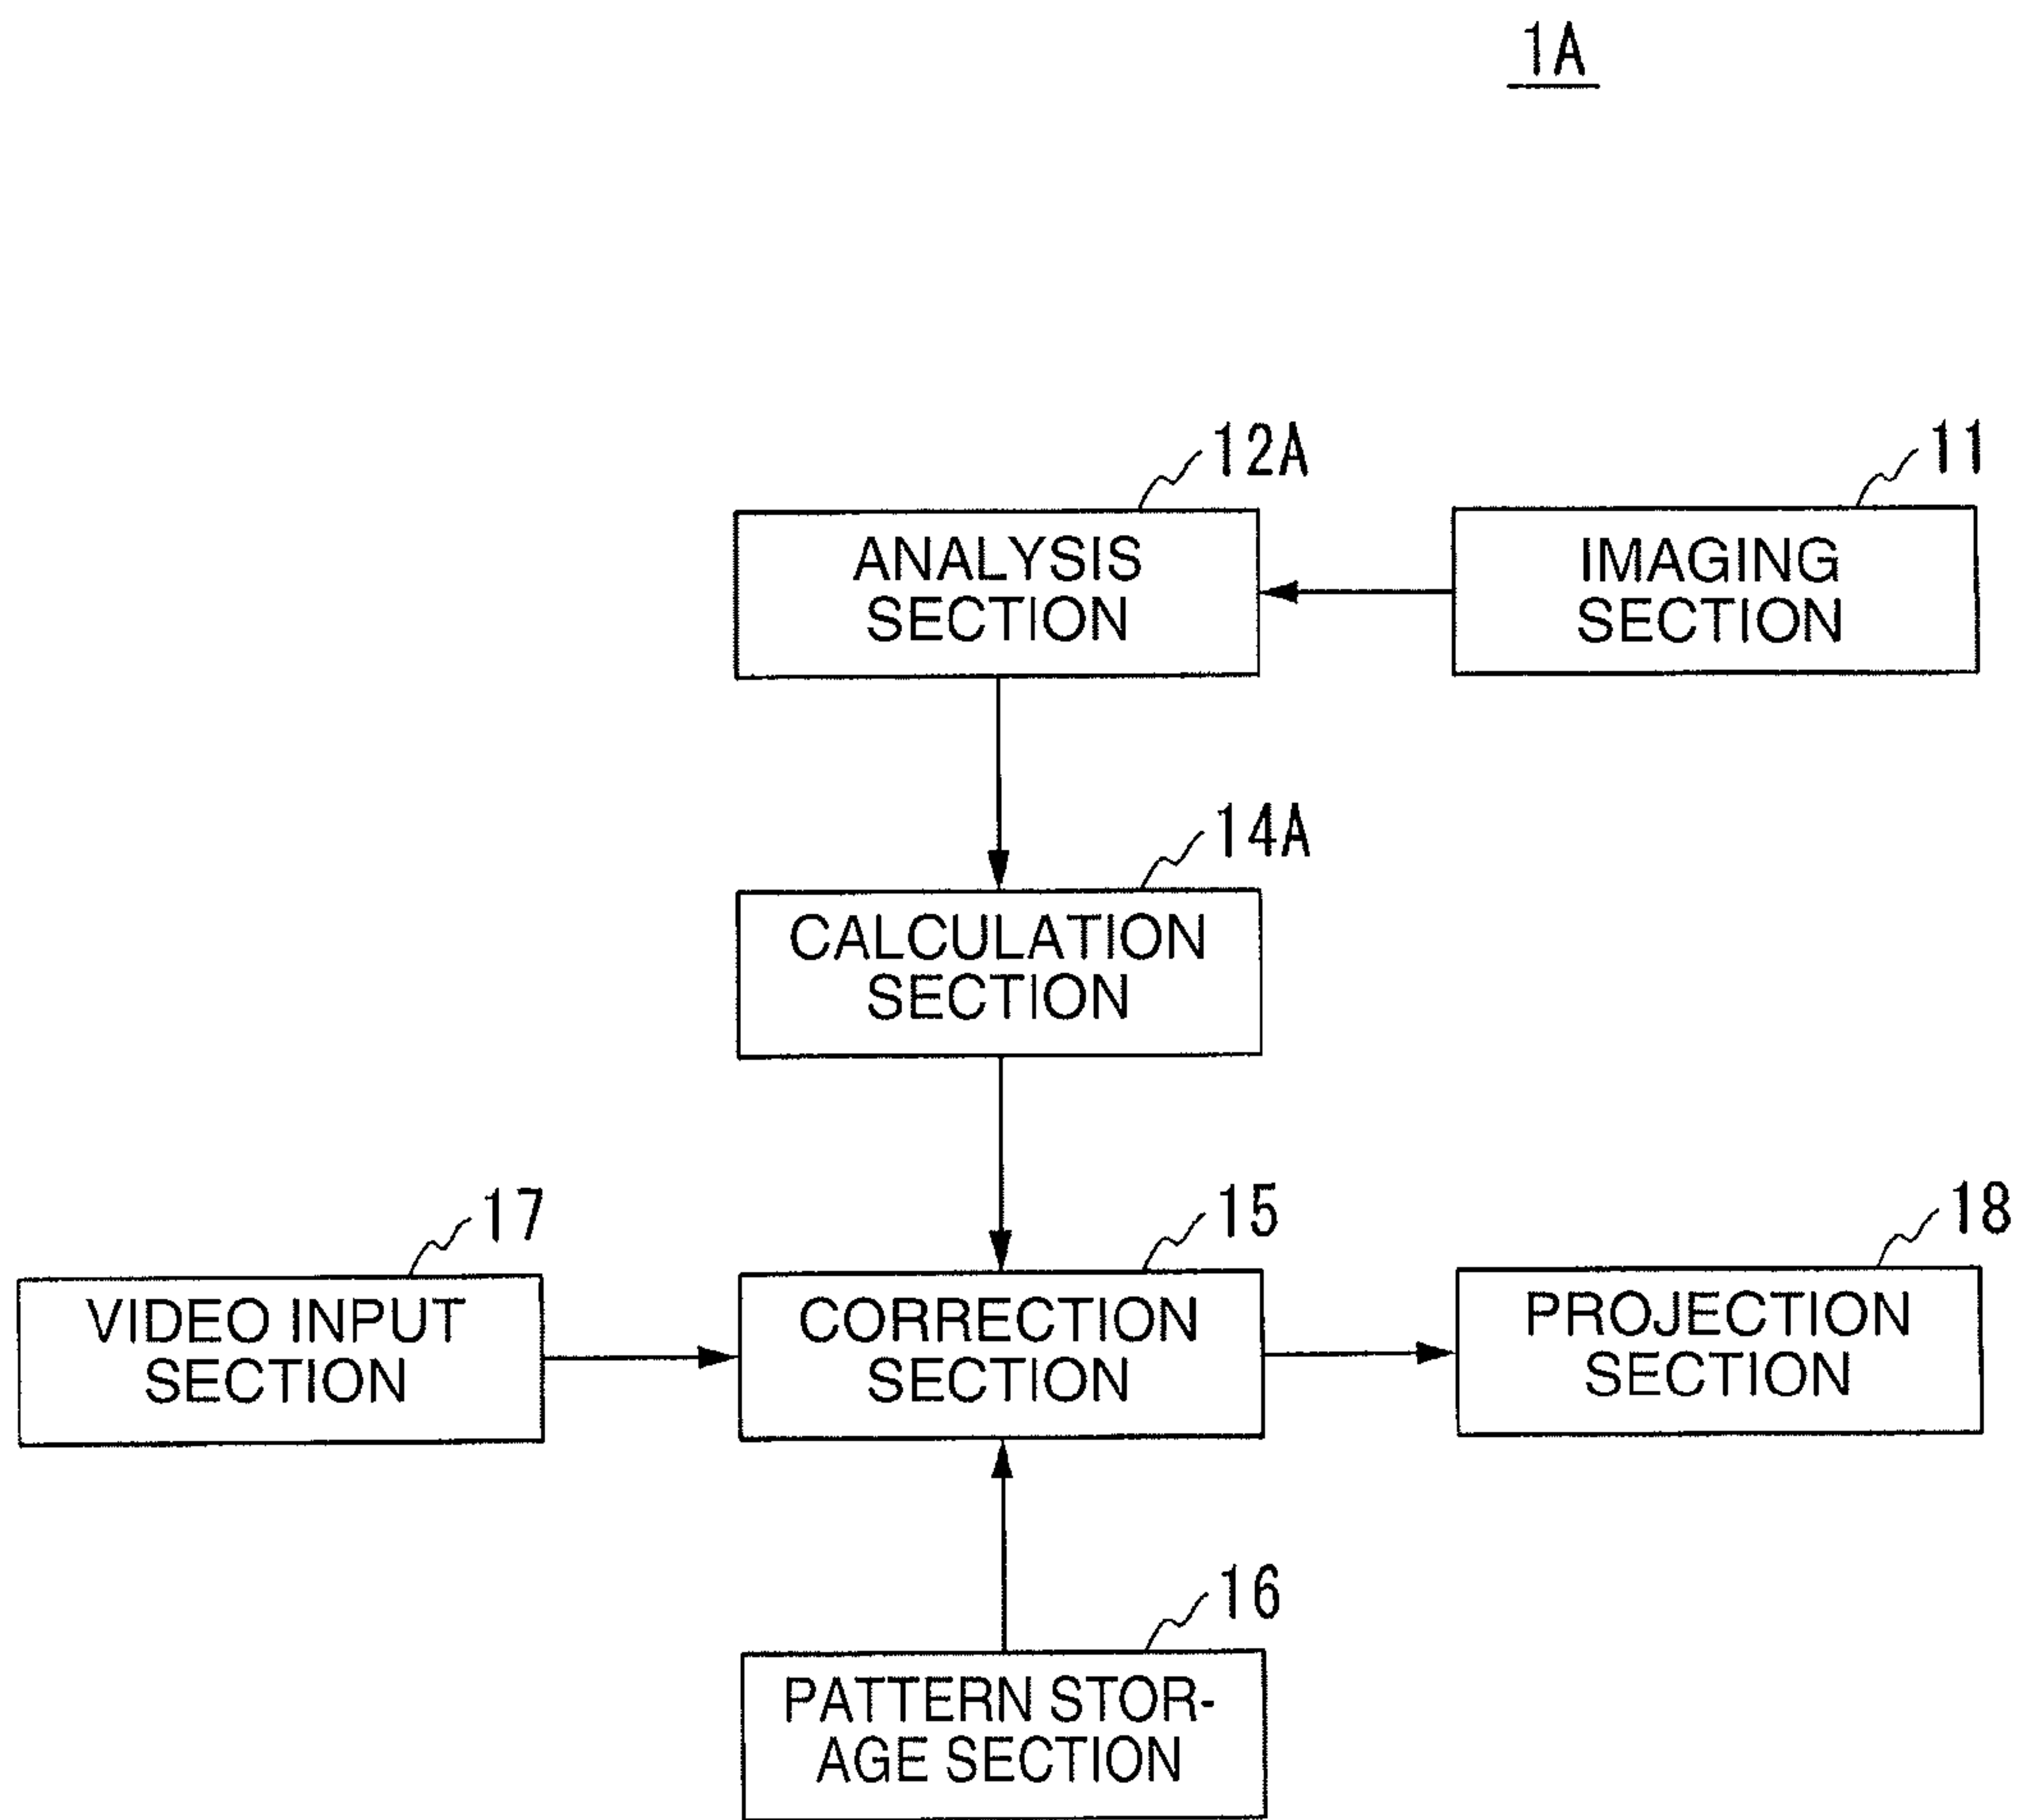 1A
12A
11
ANALYSIS
SECTION
IMAGING
SECTION
14A
CALCULATION
SECTION
17
15
18
VIDEO INPUT
SECTION
CORRECTION
SECTION
PROJECTION
SECTION
16
PATTERN STOR-
AGE SECTION